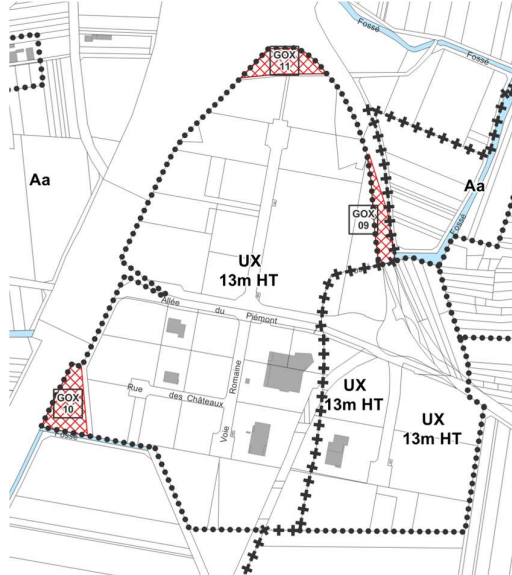 Fossé
Fossé
GOX
11
Aa
Aa
Fossé
GOX
09
UX
13m HT
Allée du Piémont
Romaine
Voie
Rue des Châteaux
UX
13m HT
GOX
10
UX
13m HT
Fossé